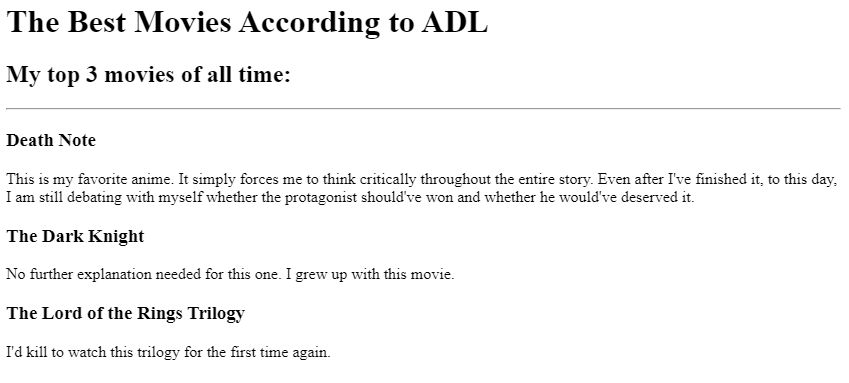 The Best Movies According to ADL
My top 3 movies of all time:
Death Note
This is my favorite anime. It simply forces me to think critically throughout the entire story. Even after I've finished it, to this day,
I am still debating with myself whether the protagonist should've won and whether he would've deserved it.
The Dark Knight
No further explanation needed for this one. I grew up with this movie.
The Lord of the Rings Trilogy
I'd kill to watch this trilogy for the first time again.